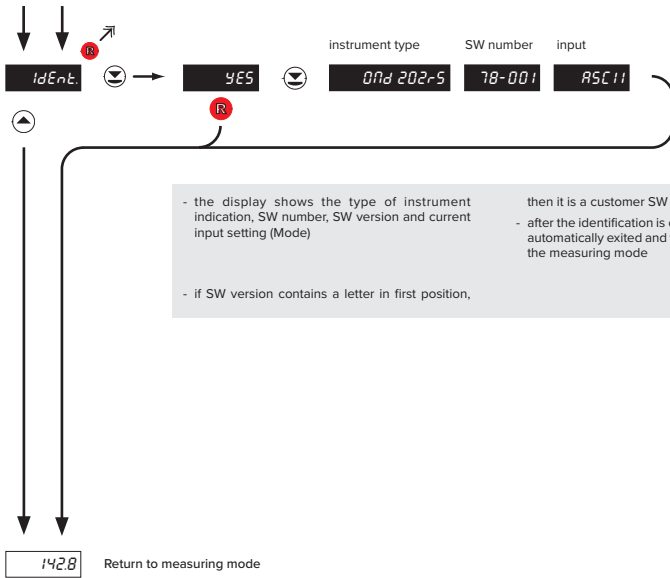 R
instrument type SW number input
IdEnt. YES OMd 202rS 78-001 ASCII
R
- the display shows the type of instrument
indication, SW number, SW version and current
input setting (Mode)
- if SW version contains a letter in first position,
then it is a customer SW
- after the identification is
automatically exited and
the measuring mode
142.8 Return to measuring mode